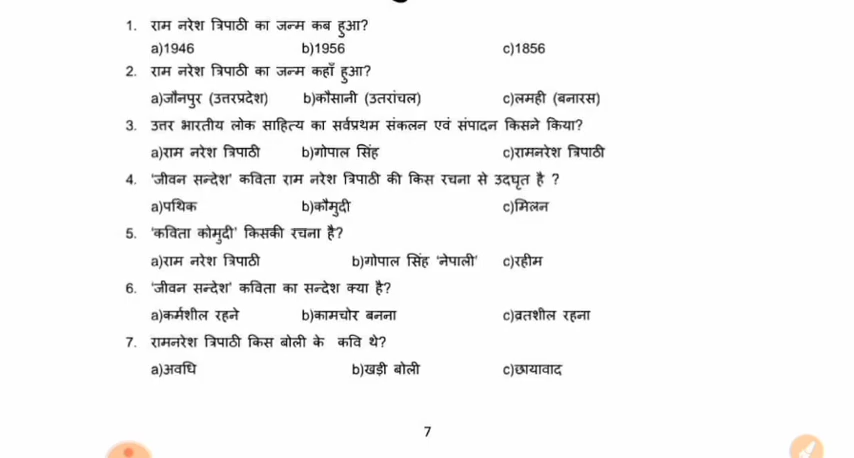 1. राम नरेश त्रिपाठी का जन्म कब हुआ?
a)1946 b)1956 c)1856
2. राम नरेश त्रिपाठी का जन्म कहाँ हुआ?
a)जौनपुर (उत्तरप्रदेश) b)कौसानी (उतरांचल) c)लमही (बनारस)
3. उत्तर भारतीय लोक साहित्य का सर्वप्रथम संकलन एवं संपादन किसने किया?
a)राम नरेश त्रिपाठी b)गोपाल सिंह c)रामनरेश त्रिपाठी
4. 'जीवन सन्देश' कविता राम नरेश त्रिपाठी की किस रचना से उदघृत है ?
a)पथिक b)कौमुदी c)मिलन
5. 'कविता कोमुदी' किसकी रचना है?
a)राम नरेश त्रिपाठी b)गोपाल सिंह 'नेपाली' c)रहीम
6. 'जीवन सन्देश' कविता का सन्देश क्या है?
a)कर्मशील रहने b)कामचोर बनना c)व्रतशील रहना
7. रामनरेश त्रिपाठी किस बोली के कवि थे?
a)अवधि b)खड़ी बोली c)छायावाद
7